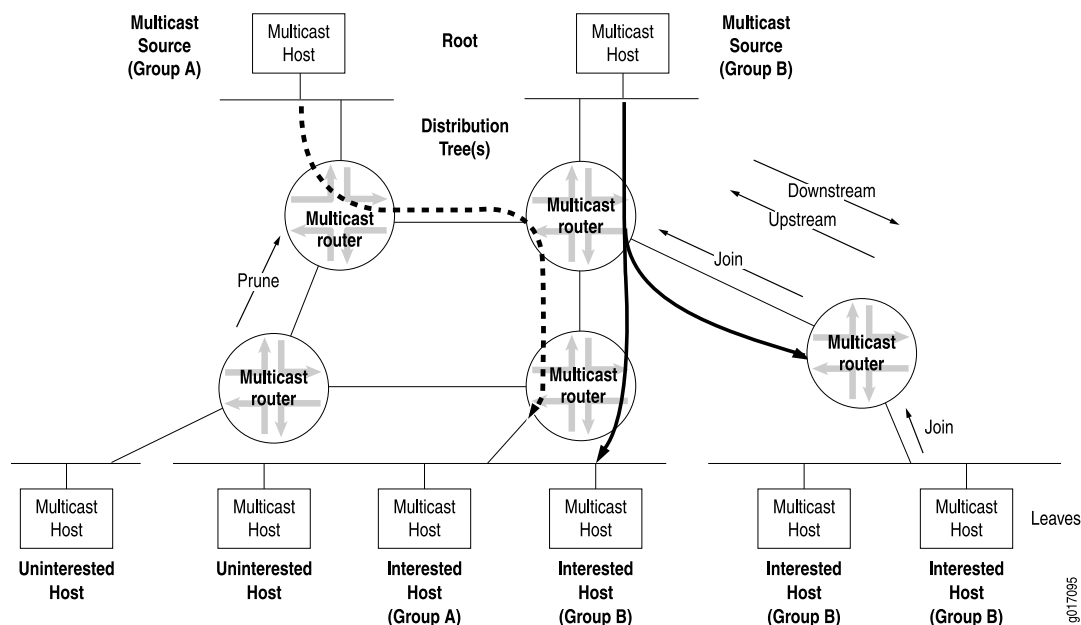 Multicast
Source
(Group A)
Multicast
Host
Root
Multicast
Host
Multicast
Source
(Group B)
Distribution
Tree(s)
Multicast
router
Multicast
router
Downstream
Upstream
Join
Prune
Multicast
router
Multicast
router
Multicast
router
Join
Multicast
Host
Multicast
Host
Multicast
Host
Multicast
Host
Multicast
Host
Multicast
Host
Leaves
Uninterested
Host
Uninterested
Host
Interested
Host
(Group A)
Interested
Host
(Group B)
Interested
Host
(Group B)
Interested
Host
(Group B)
g017095